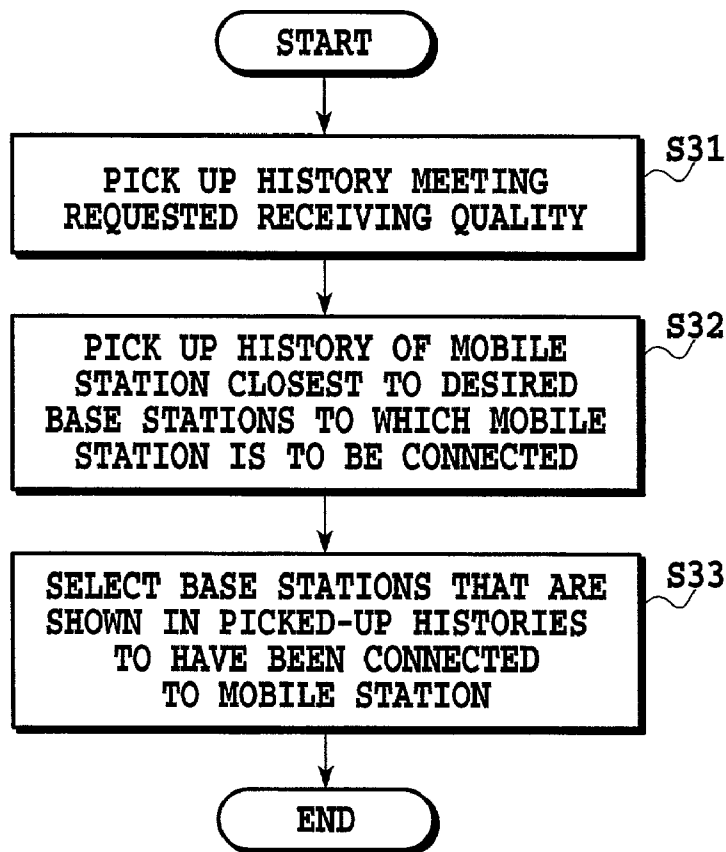 START
S31
PICK UP HISTORY MEETING
REQUESTED RECEIVING QUALITY
S32
PICK UP HISTORY OF MOBILE
STATION CLOSEST TO DESIRED
BASE STATIONS TO WHICH MOBILE
STATION IS TO BE CONNECTED
S33
SELECT BASE STATIONS THAT ARE
SHOWN IN PICKED-UP HISTORIES
TO HAVE BEEN CONNECTED
TO MOBILE STATION
END